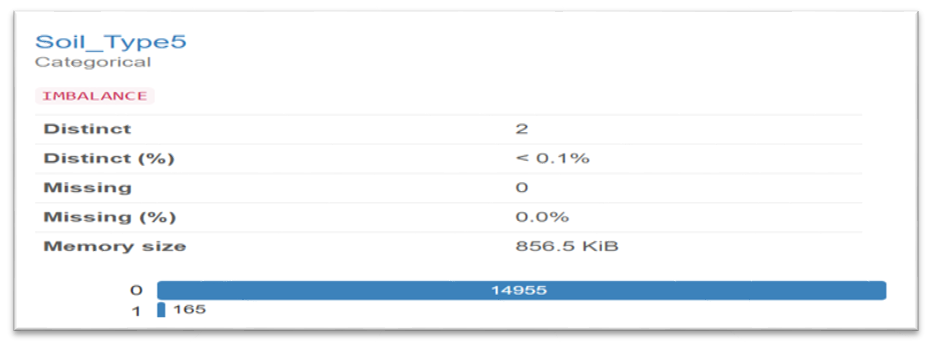 Soil_Type5
Categorical
IMBALANCE
Distinct 2
Distinct (%) < 0.1%
Missing 0
Missing (%) 0.0%
Memory size 856.5 KiB
0 14955
1 165